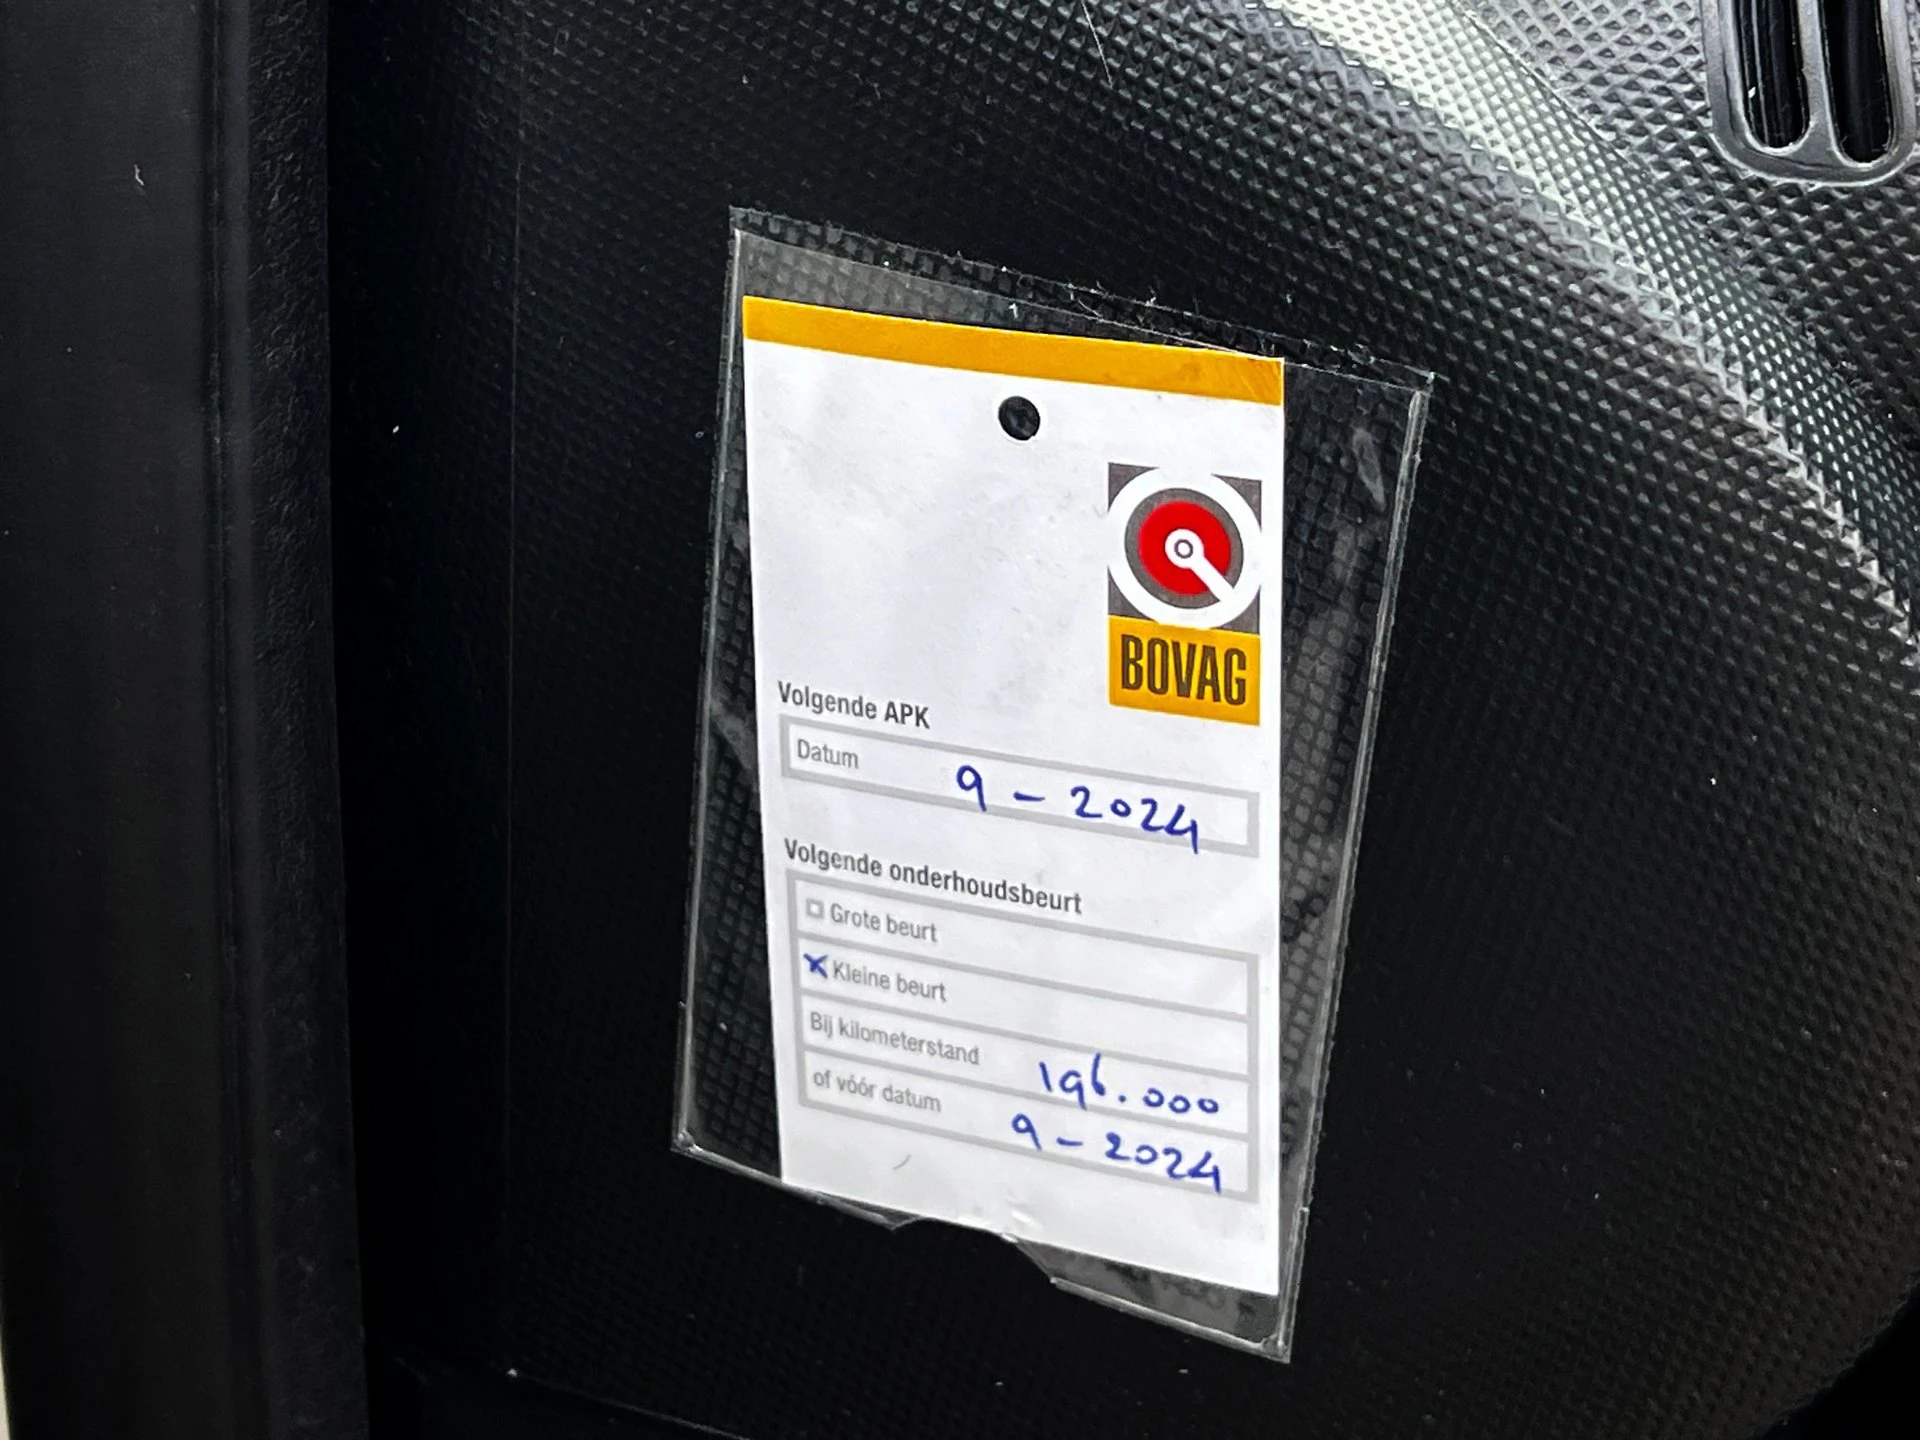 BOVAG
Volgende APK
Datum 9 - 2024
Volgende onderhoudsbeurt
Grote beurt
x Kleine beurt
Bij kilometerstand 196.000
of vóór datum 9 - 2024